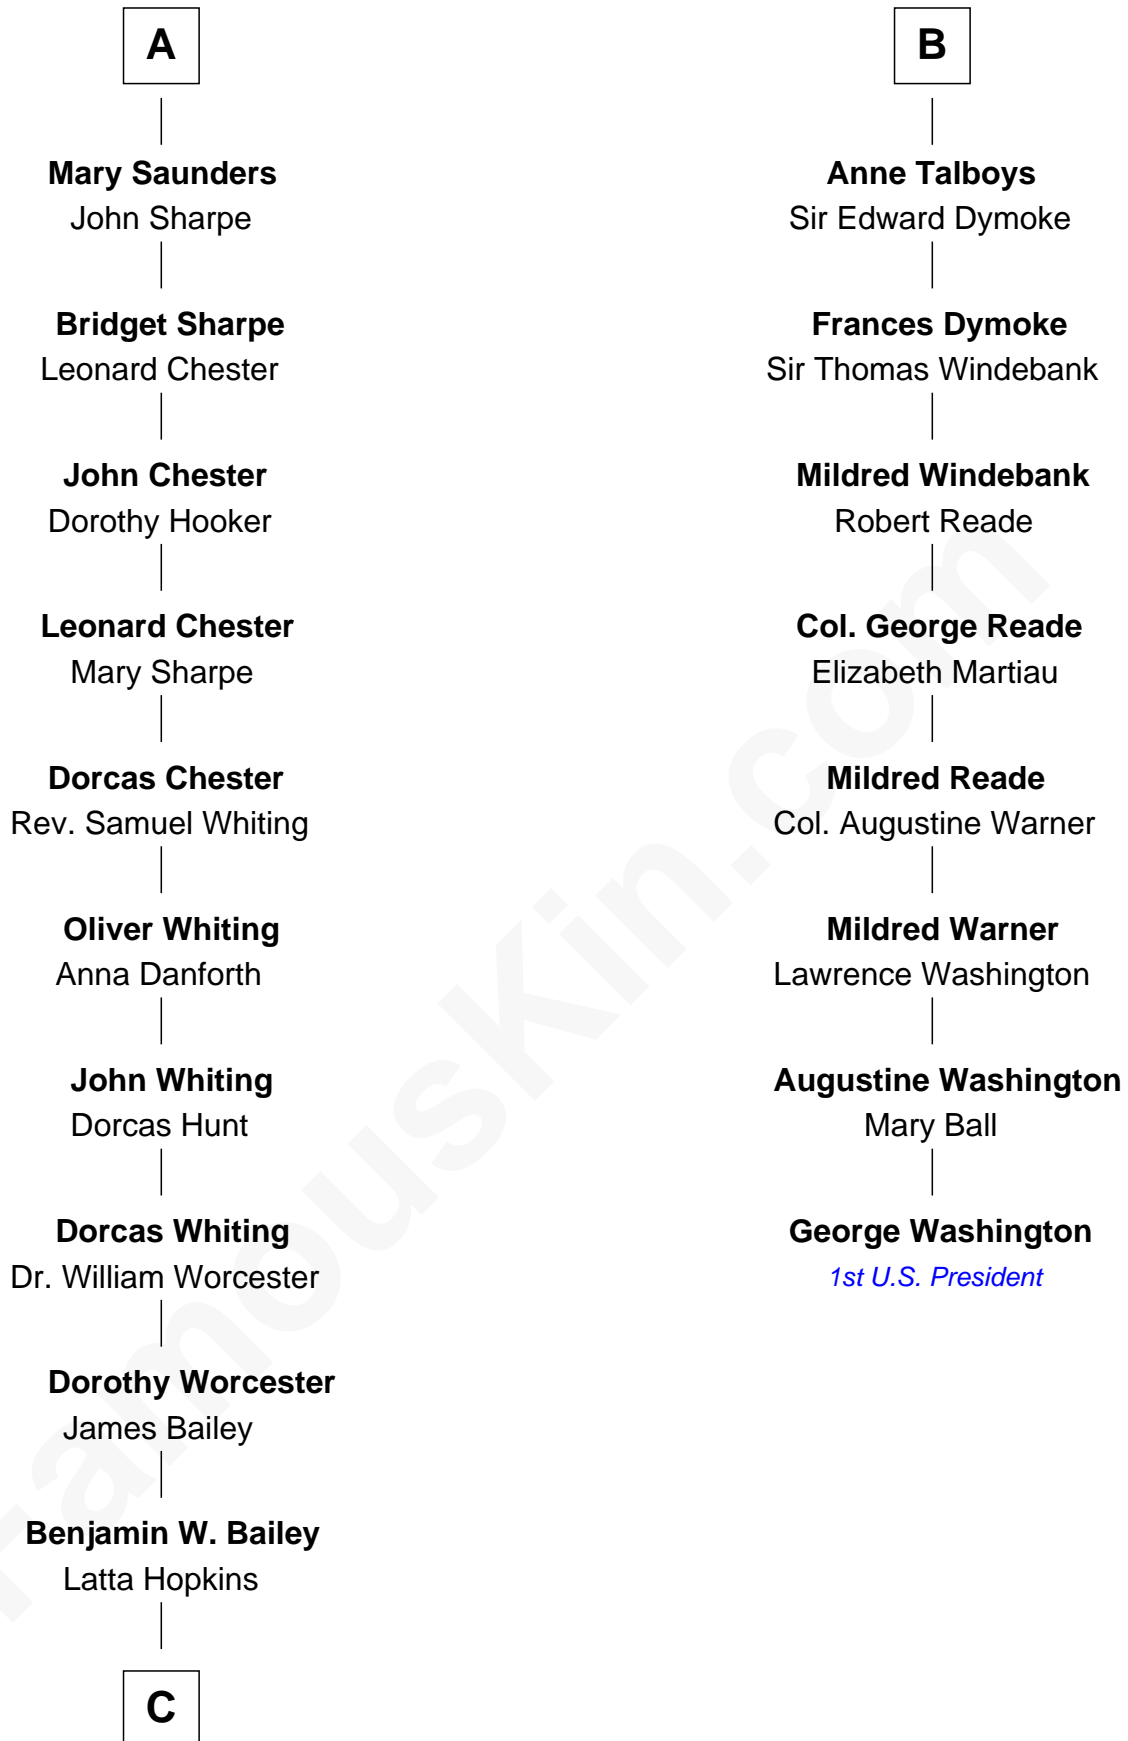 A
Mary Saunders
John Sharpe
Bridget Sharpe
Leonard Chester
John Chester
Dorothy Hooker
Leonard Chester
Mary Sharpe
Dorcas Chester
Rev. Samuel Whiting
Oliver Whiting
Anna Danforth
John Whiting
Dorcas Hunt
Dorcas Whiting
Dr. William Worcester
Dorothy Worcester
James Bailey
Benjamin W. Bailey
Latta Hopkins
C
B
Anne Talboys
Sir Edward Dymoke
Frances Dymoke
Sir Thomas Windebank
Mildred Windebank
Robert Reade
Col. George Reade
Elizabeth Martiau
Mildred Reade
Col. Augustine Warner
Mildred Warner
Lawrence Washington
Augustine Washington
Mary Ball
George Washington
1st U.S. President
FamousKin.com